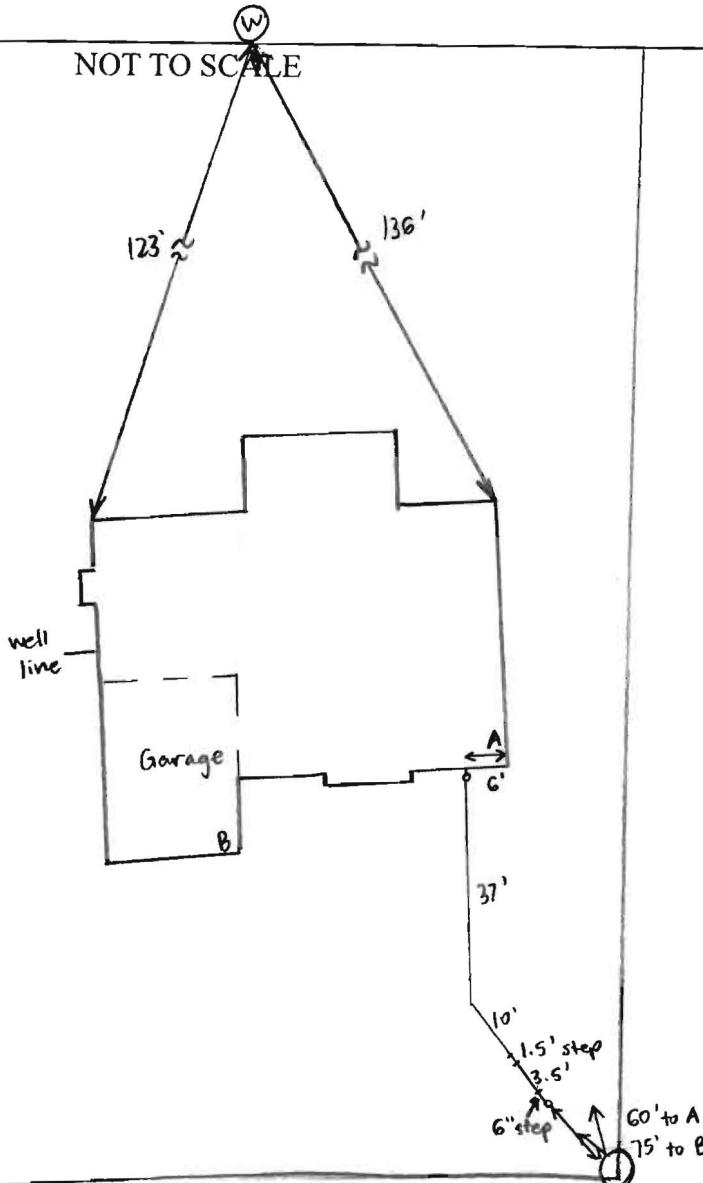 W
NOT TO SCALE
123'
136'
well
line
Garage
A
6'
B
37'
10'
1.5' step
3.5'
6" step
60' to A
75' to B